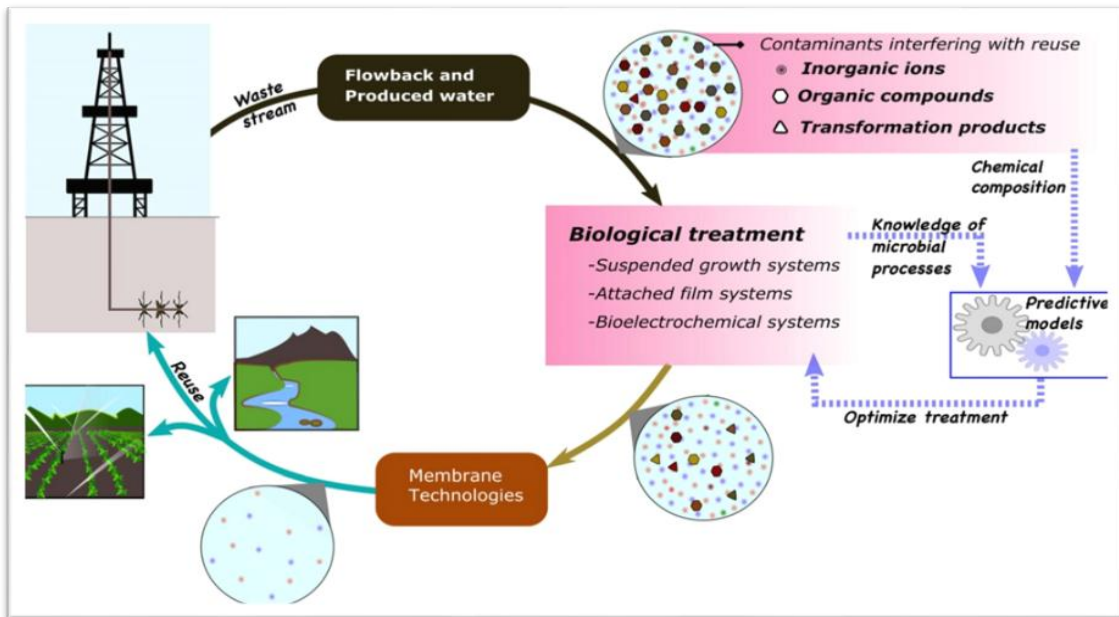 Waste
stream
Flowback and
Produced water
Contaminants interfering with reuse
Inorganic ions
Organic compounds
Transformation products
Chemical
composition
Biological treatment
-Suspended growth systems
-Attached film systems
-Bioelectrochemical systems
Knowledge of
microbial
processes
Predictive
models
Optimize treatment
Reuse
Membrane
Technologies